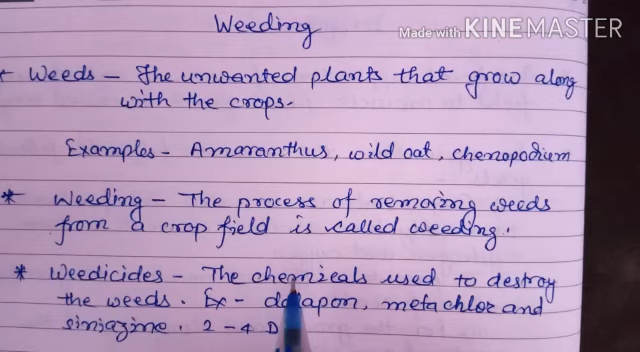 Weeding
Made with KINEMASTER
* Weeds - The unwanted plants that grow along
with the crops.
Examples - Amaranthus, wild oat, chenopodium
* Weeding - The process of removing weeds
from a crop field is called weeding.
* Weedicides - The chemicals used to destroy
the weeds. Ex - dalapon, metachlor and
simazine. 2-4 D